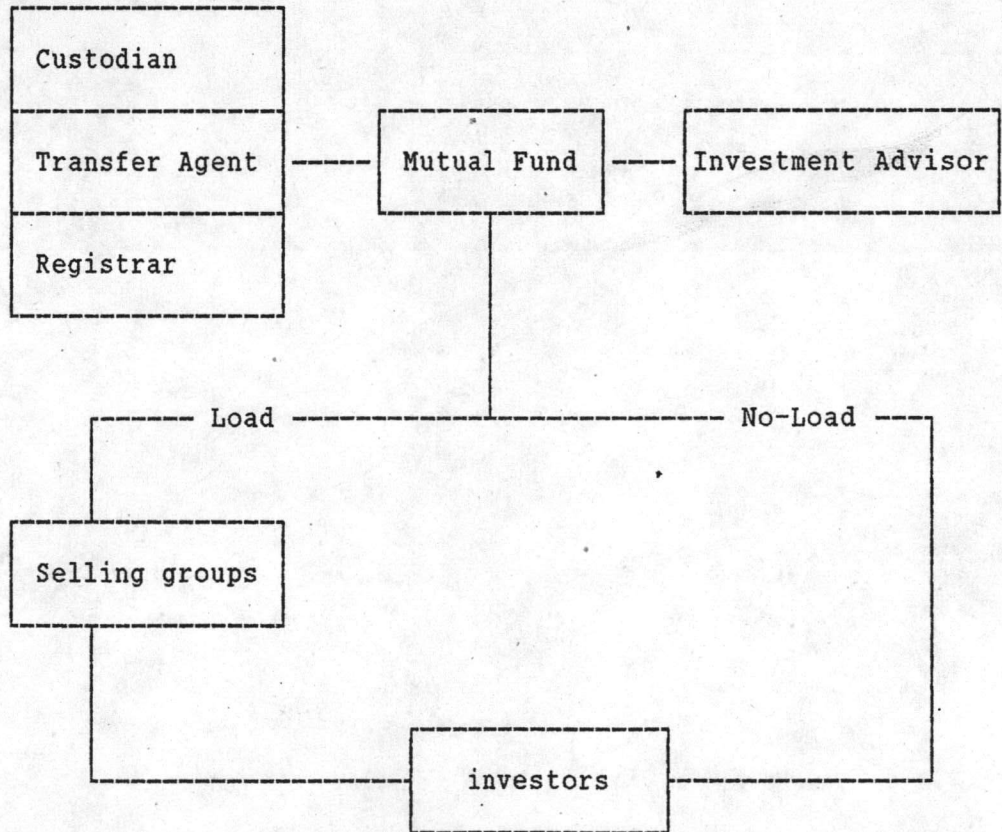 Custodian
Transfer Agent
Mutual Fund
Investment Advisor
Registrar
Load
No-Load
Selling groups
investors